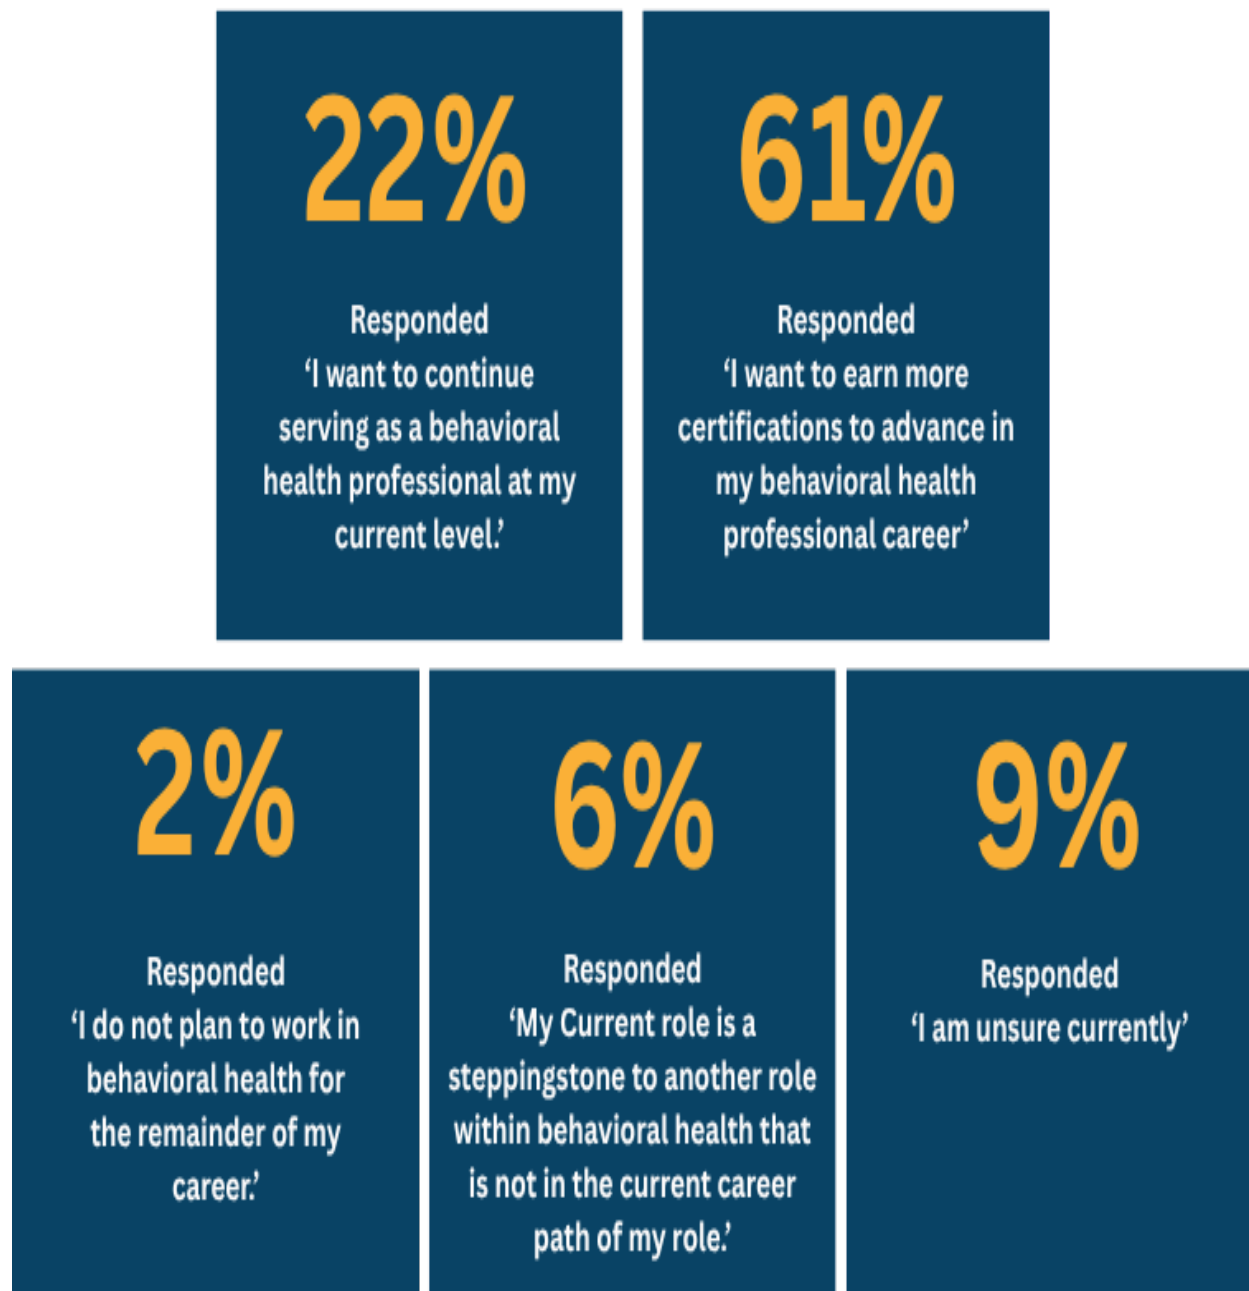 22%
Responded
‘I want to continue
serving as a behavioral
health professional at my
current level.’
61%
Responded
‘I want to earn more
certifications to advance in
my behavioral health
professional career’
2%
Responded
‘I do not plan to work in
behavioral health for
the remainder of my
career.’
6%
Responded
‘My Current role is a
steppingstone to another role
within behavioral health that
is not in the current career
path of my role.’
9%
Responded
‘I am unsure currently’